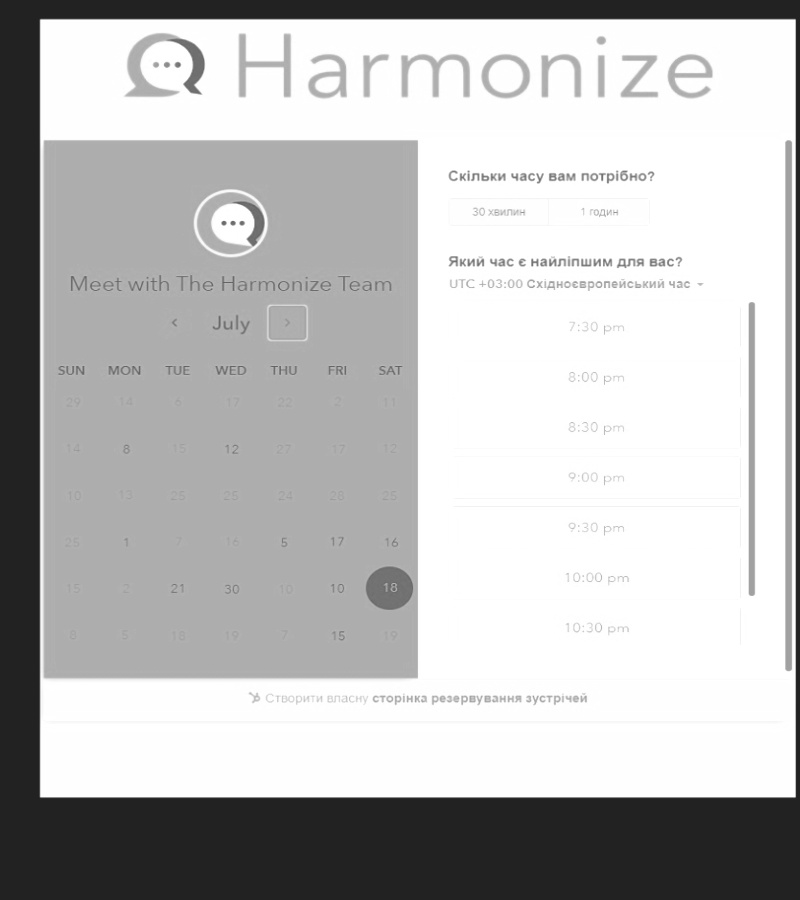 Harmonize
Meet with The Harmonize Team
July
SUN MON TUE WED THU FRI SAT
29 14 6 17 22 2 11
14 8 15 12 27 17 12
10 13 25 25 24 28 25
25 1 7 16 5 17 16
15 2 21 30 10 10 18
8 5 18 19 7 15 19
Скільки часу вам потрібно?
30 хвилин 1 годин
Який час є найліпшим для вас?
UTC +03:00 Східноєвропейський час
7:30 pm
8:00 pm
8:30 pm
9:00 pm
9:30 pm
10:00 pm
10:30 pm
Створити власну сторінка резервування зустрічей